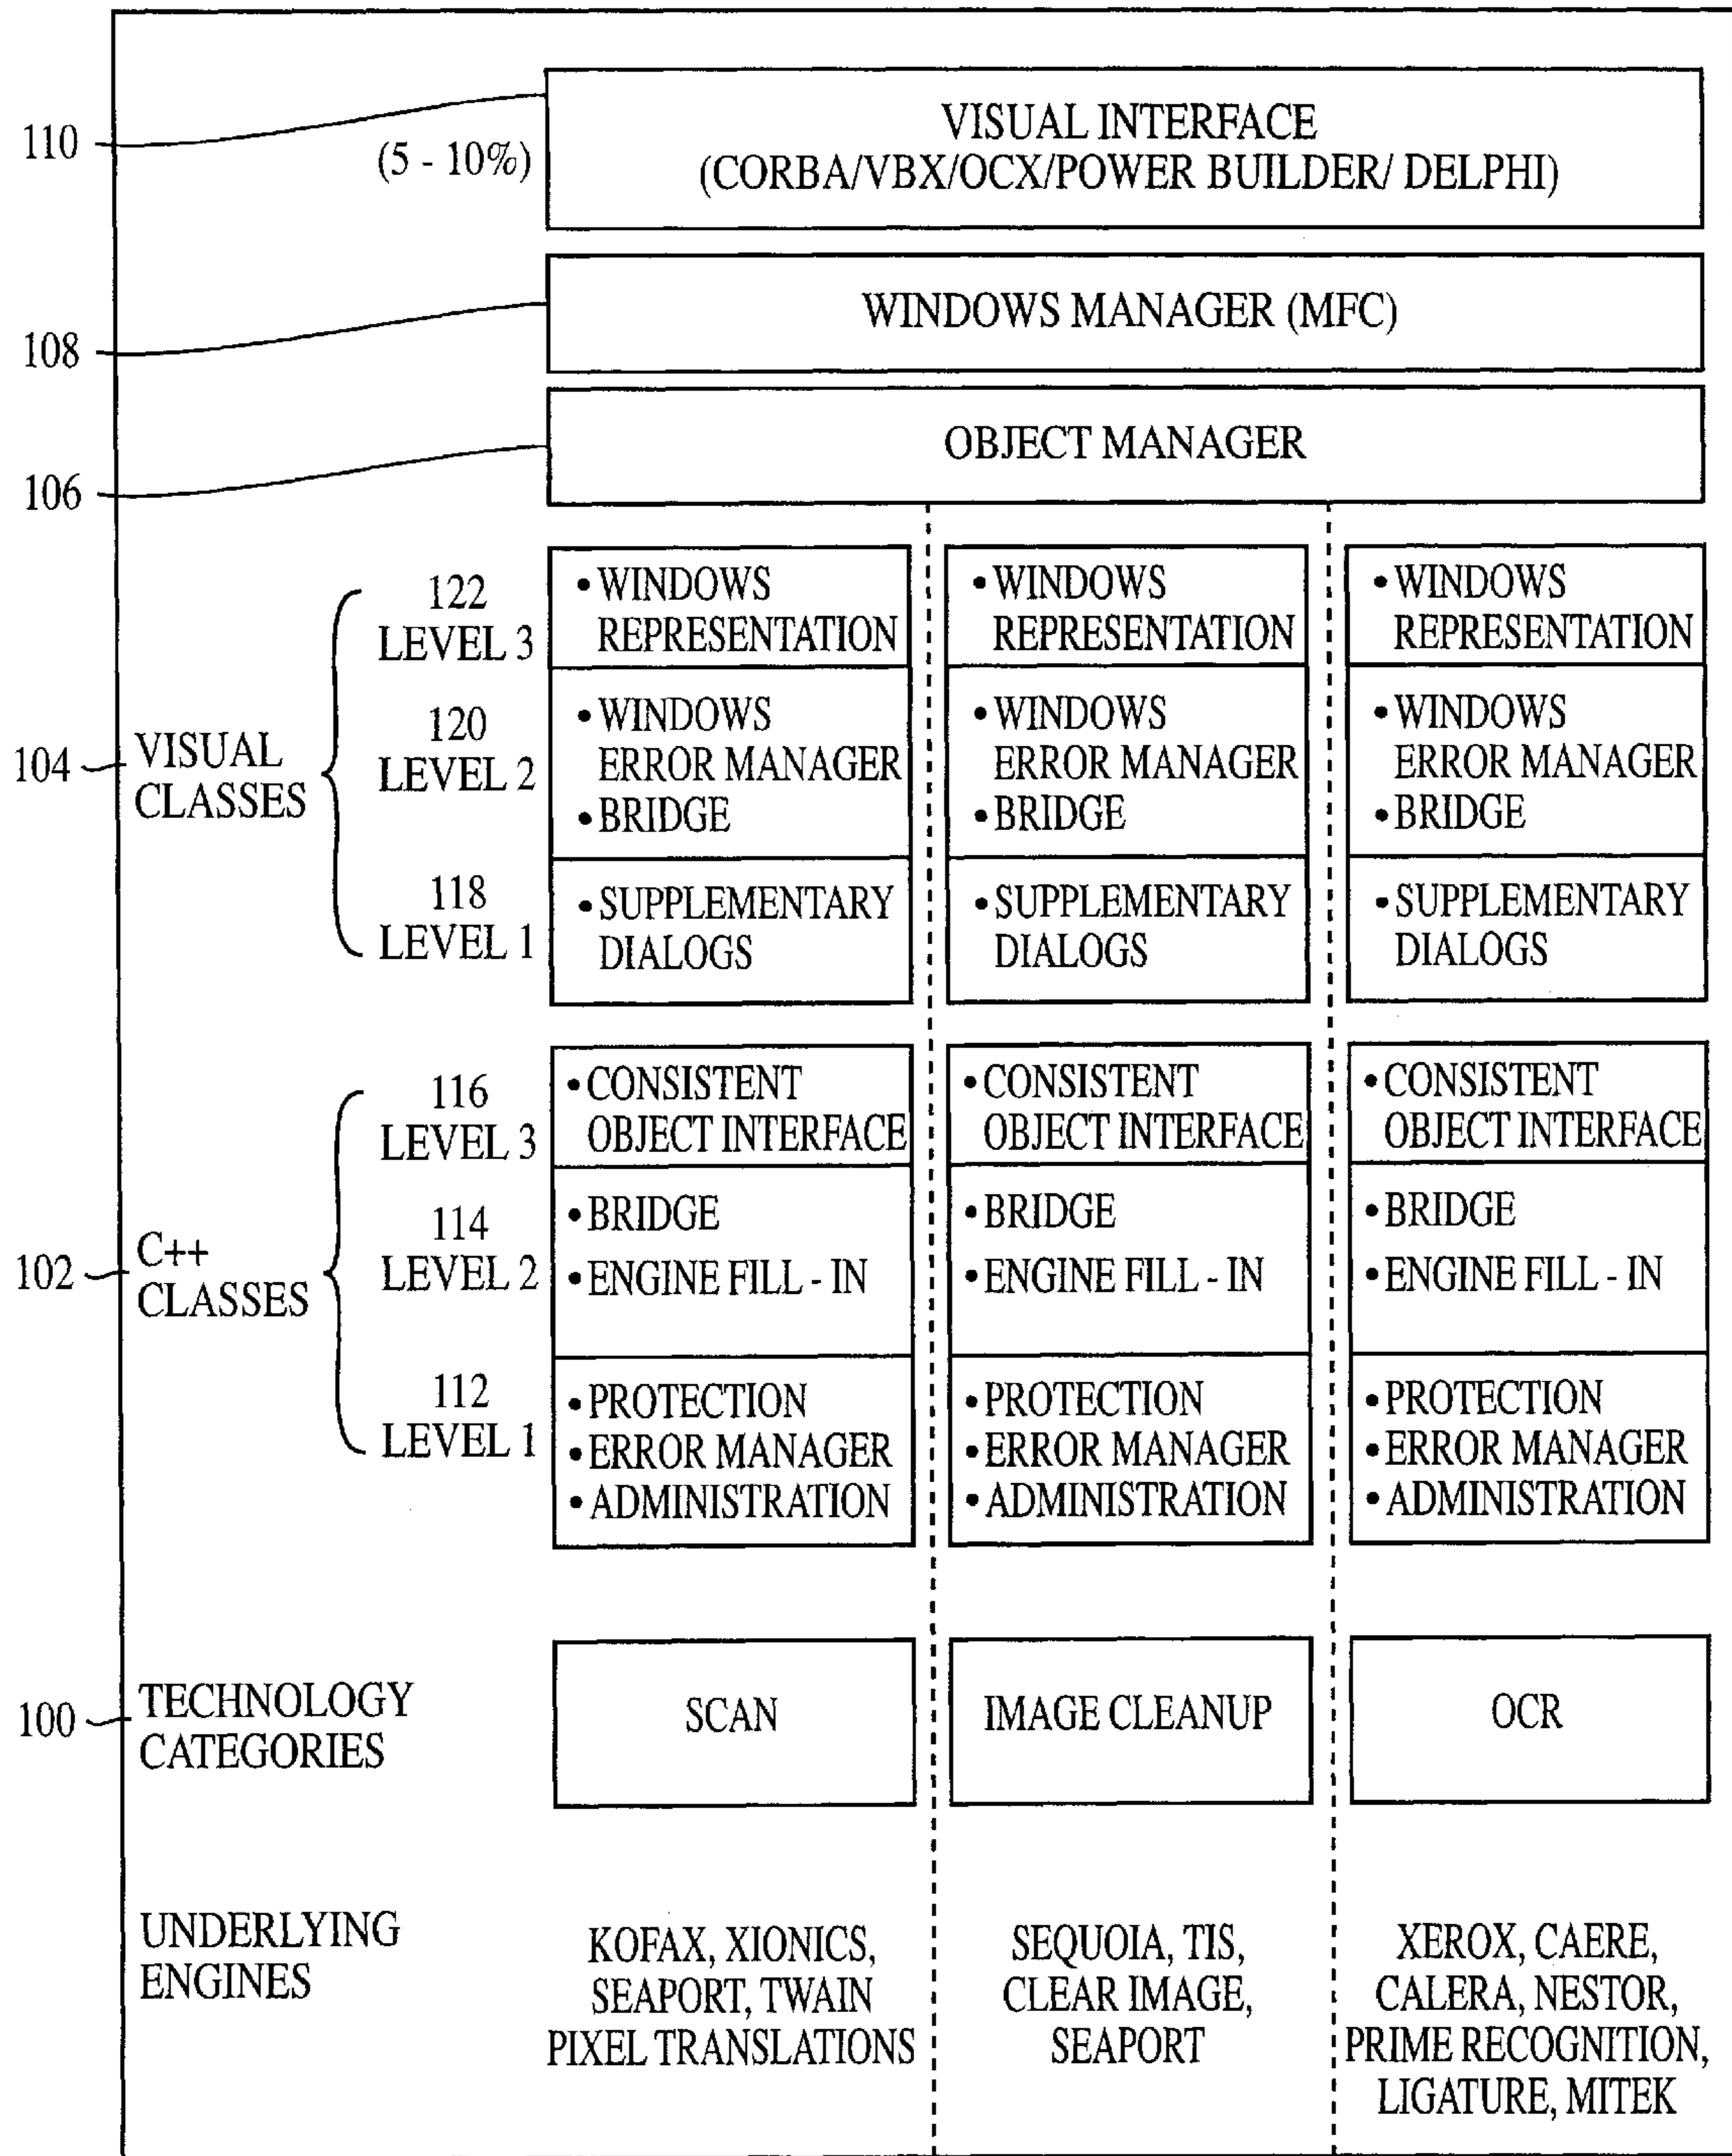 110
(5 - 10%)
VISUAL INTERFACE
(CORBA/VBX/OCX/POWER BUILDER/ DELPHI)
108
WINDOWS MANAGER (MFC)
106
OBJECT MANAGER
104
VISUAL
CLASSES
122
LEVEL 3
• WINDOWS
REPRESENTATION
• WINDOWS
REPRESENTATION
• WINDOWS
REPRESENTATION
120
LEVEL 2
• WINDOWS
ERROR MANAGER
• BRIDGE
• WINDOWS
ERROR MANAGER
• BRIDGE
• WINDOWS
ERROR MANAGER
• BRIDGE
118
LEVEL 1
• SUPPLEMENTARY
DIALOGS
• SUPPLEMENTARY
DIALOGS
• SUPPLEMENTARY
DIALOGS
102
C++
CLASSES
116
LEVEL 3
• CONSISTENT
OBJECT INTERFACE
• CONSISTENT
OBJECT INTERFACE
• CONSISTENT
OBJECT INTERFACE
114
LEVEL 2
• BRIDGE
• ENGINE FILL - IN
• BRIDGE
• ENGINE FILL - IN
• BRIDGE
• ENGINE FILL - IN
112
LEVEL 1
• PROTECTION
• ERROR MANAGER
• ADMINISTRATION
• PROTECTION
• ERROR MANAGER
• ADMINISTRATION
• PROTECTION
• ERROR MANAGER
• ADMINISTRATION
100
TECHNOLOGY
CATEGORIES
SCAN
IMAGE CLEANUP
OCR
UNDERLYING
ENGINES
KOFAX, XIONICS,
SEAPORT, TWAIN
PIXEL TRANSLATIONS
SEQUOIA, TIS,
CLEAR IMAGE,
SEAPORT
XEROX, CAERE,
CALERA, NESTOR,
PRIME RECOGNITION,
LIGATURE, MITEK